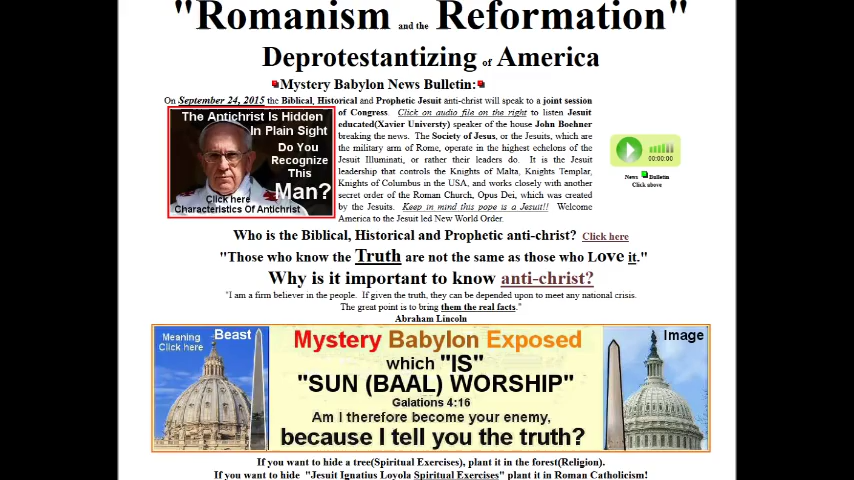 "Romanism and the Reformation"
Deprotestantizing of America
Mystery Babylon News Bulletin:
On September 24, 2015 the Biblical, Historical and Prophetic Jesuit anti-christ will speak to a joint session
of Congress. Click on audio file on the right to listen Jesuit
educated(Xavier Universty) speaker of the house John Boehner
breaking the news. The Society of Jesus, or the Jesuits, which are
the military arm of Rome, operate in the highest echelons of the
Jesuit Illuminati, or rather their leaders do. It is the Jesuit
leadership that controls the Knights of Malta, Knights Templar,
Knights of Columbus in the USA, and works closely with another
secret order of the Roman Church, Opus Dei, which was created
by the Jesuits. Keep in mind this pope is a Jesuit!! Welcome
America to the Jesuit led New World Order.
The Antichrist Is Hidden
In Plain Sight
Do You
Recognize
This
Man?
Click here
Characteristics Of Antichrist
00:00:00
News Bulletin
Click above
Who is the Biblical, Historical and Prophetic anti-christ? Click here
"Those who know the Truth are not the same as those who Love it."
Why is it important to know anti-christ?
"I am a firm believer in the people. If given the truth, they can be depended upon to meet any national crisis.
The great point is to bring them the real facts."
Abraham Lincoln
Meaning
Click here
Beast
Mystery Babylon Exposed
which "IS"
"SUN (BAAL) WORSHIP"
Galations 4:16
Am I therefore become your enemy,
because I tell you the truth?
Image
If you want to hide a tree(Spiritual Exercises), plant it in the forest(Religion).
If you want to hide "Jesuit Ignatius Loyola Spiritual Exercises" plant it in Roman Catholicism!